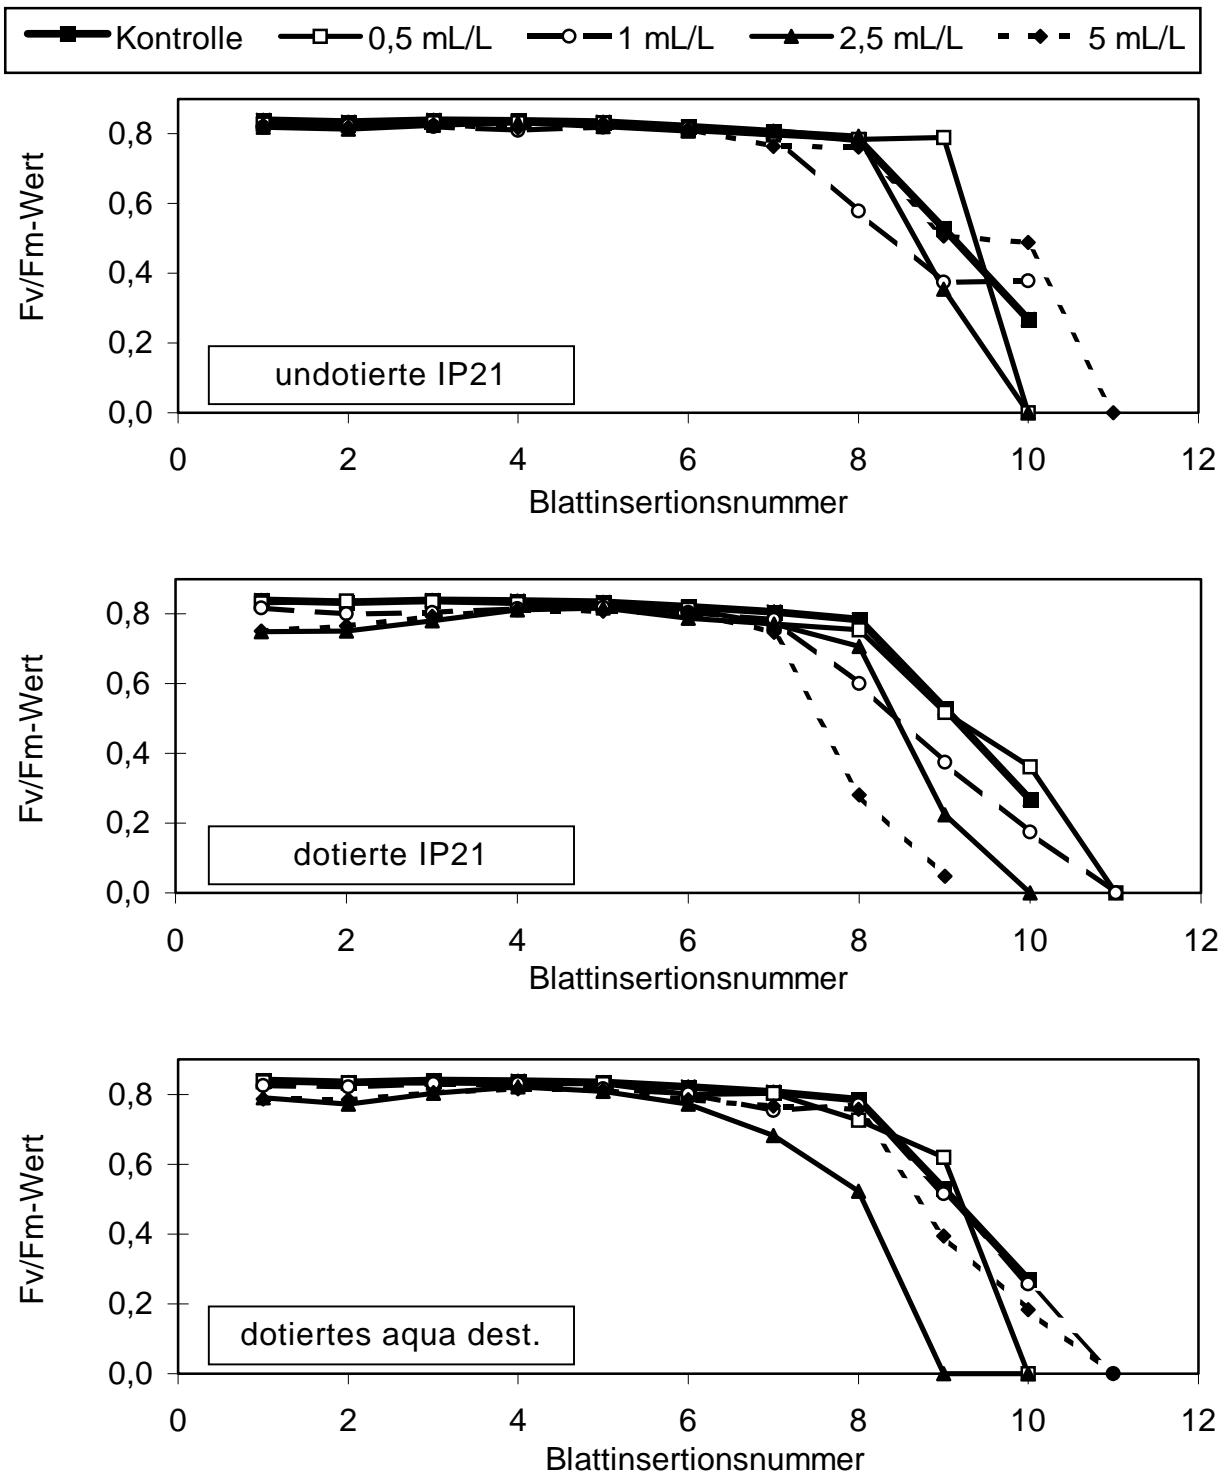 Kontrolle 0,5 mL/L 1 mL/L 2,5 mL/L 5 mL/L
Fv/Fm-Wert
0,8
0,6
0,4
0,2
0,0
undotierte IP21
0 2 4 6 8 10 12
Blattinsertionsnummer
Fv/Fm-Wert
0,8
0,6
0,4
0,2
0,0
dotierte IP21
0 2 4 6 8 10 12
Blattinsertionsnummer
Fv/Fm-Wert
0,8
0,6
0,4
0,2
0,0
dotiertes aqua dest.
0 2 4 6 8 10 12
Blattinsertionsnummer